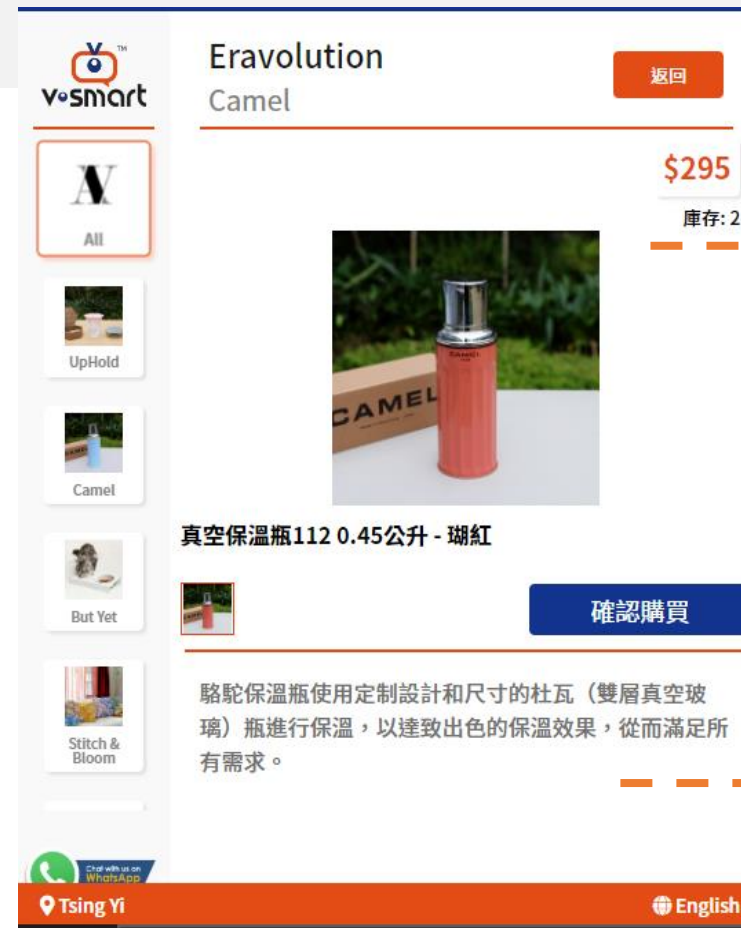 v•smart™
Eravolution
Camel
返回
All
UpHold
Camel
But Yet
Stitch &
Bloom
Chat with us on
WhatsApp
$295
庫存: 2
CAMEL
CAMEL
真空保溫瓶112 0.45公升 - 瑚紅
確認購買
駱駝保溫瓶使用定制設計和尺寸的杜瓦（雙層真空玻
璃）瓶進行保溫，以達致出色的保溫效果，從而滿足所
有需求。
Tsing Yi
English